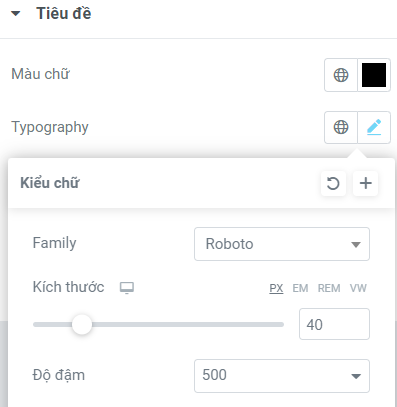 Tiêu đề
Màu chữ
Typography
Kiểu chữ
Family Roboto
Kích thước PX EM REM VW
40
Độ đậm 500